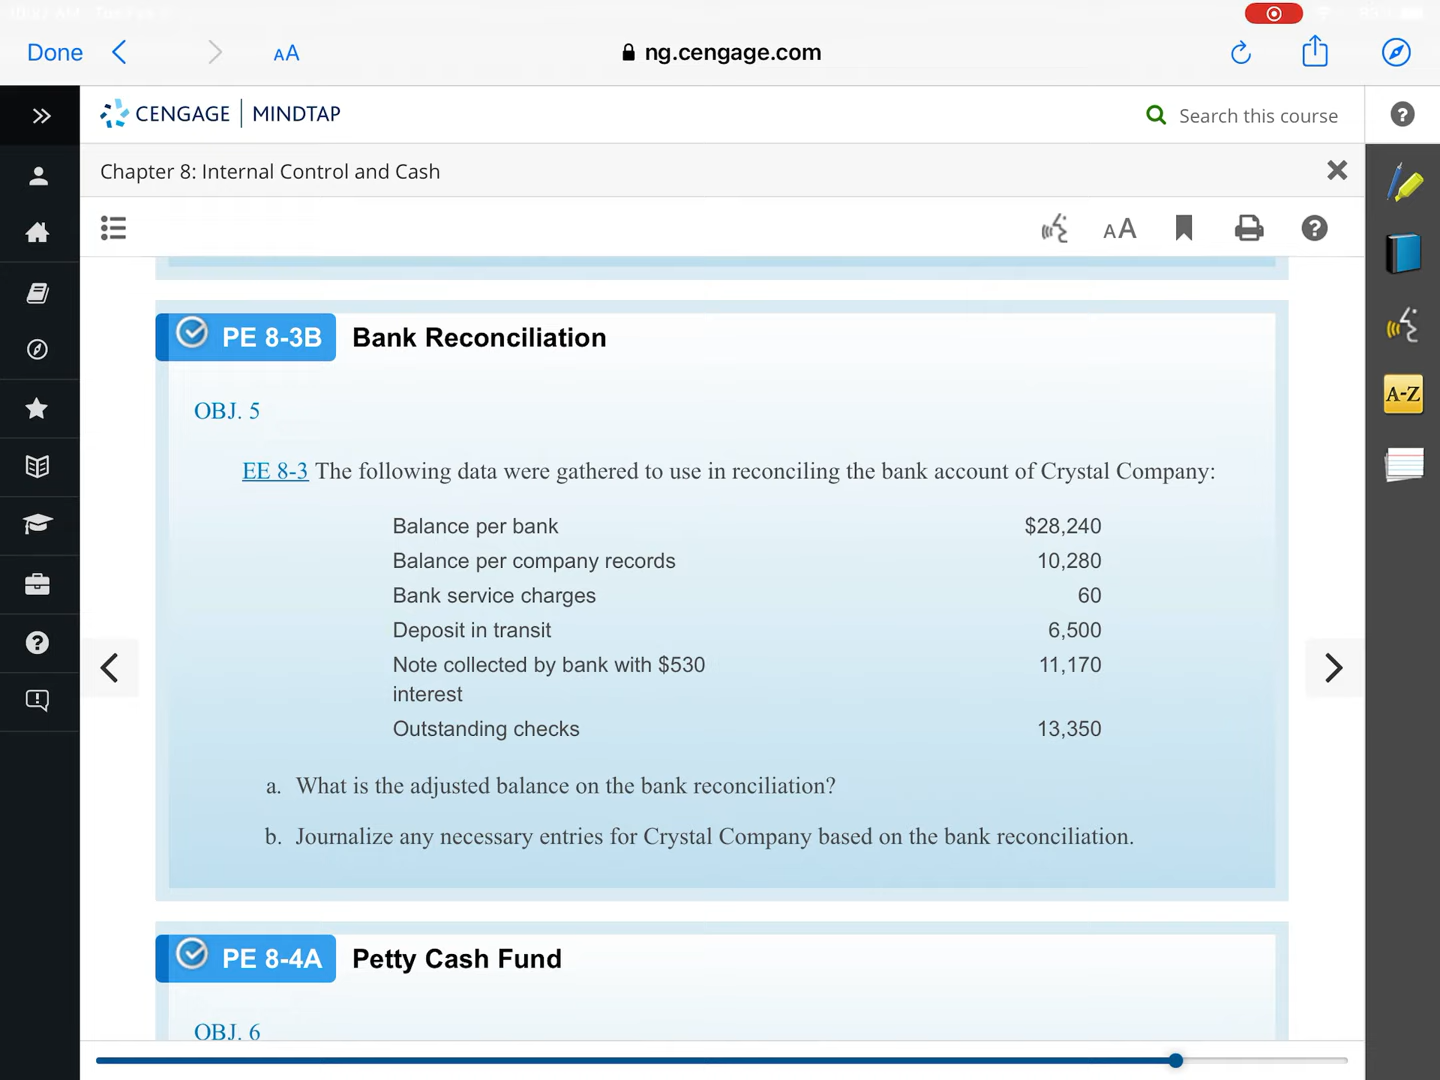 Done
AA
ng.cengage.com
CENGAGE | MINDTAP
Search this course
Chapter 8: Internal Control and Cash
AA
PE 8-3B Bank Reconciliation
OBJ. 5
EE 8-3 The following data were gathered to use in reconciling the bank account of Crystal Company:
Balance per bank $28,240
Balance per company records 10,280
Bank service charges 60
Deposit in transit 6,500
Note collected by bank with $530 11,170
interest
Outstanding checks 13,350
a. What is the adjusted balance on the bank reconciliation?
b. Journalize any necessary entries for Crystal Company based on the bank reconciliation.
PE 8-4A Petty Cash Fund
OBJ. 6
A-Z